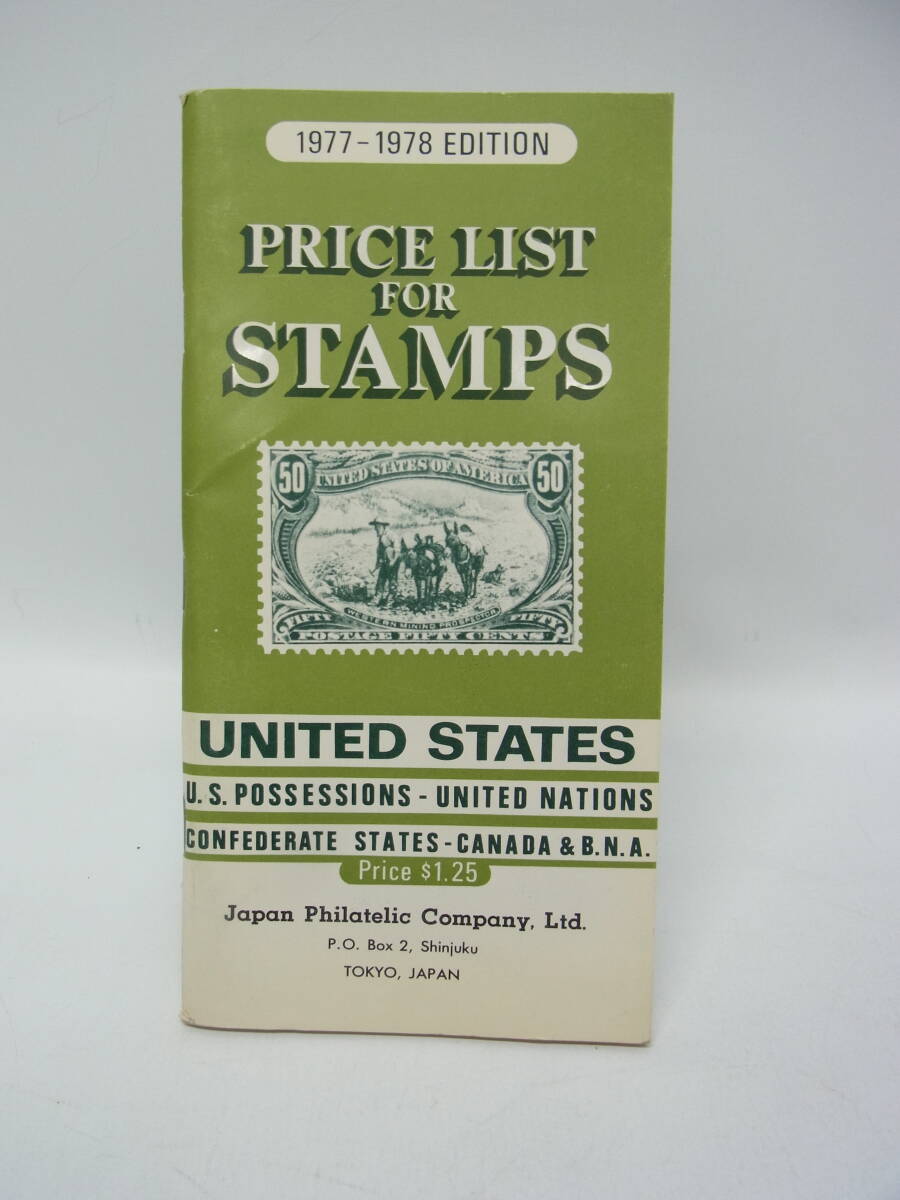 1977-1978 EDITION
PRICE LIST
FOR
STAMPS
50 UNITED STATES OF AMERICA 50
WESTERN MINING PROSPECTOR
FIFTY FIFTY
POSTAGE FIFTY CENTS
UNITED STATES
U.S. POSSESSIONS - UNITED NATIONS
CONFEDERATE STATES - CANADA & B.N.A.
Price $1.25
Japan Philatelic Company, Ltd.
P.O. Box 2, Shinjuku
TOKYO, JAPAN